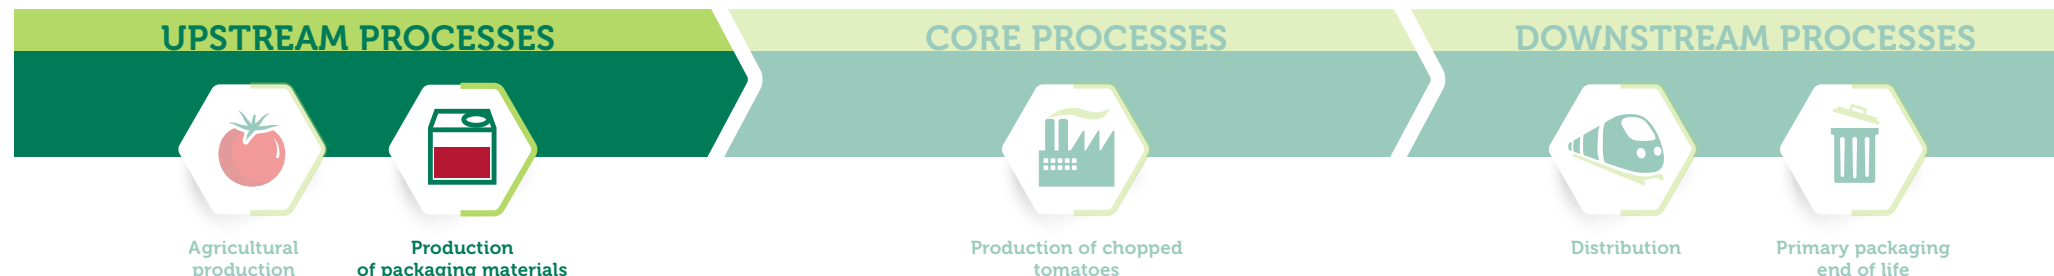 UPSTREAM PROCESSES
CORE PROCESSES
DOWNSTREAM PROCESSES
Agricultural
production
Production
of packaging materials
Production of chopped
tomatoes
Distribution
Primary packaging
end of life